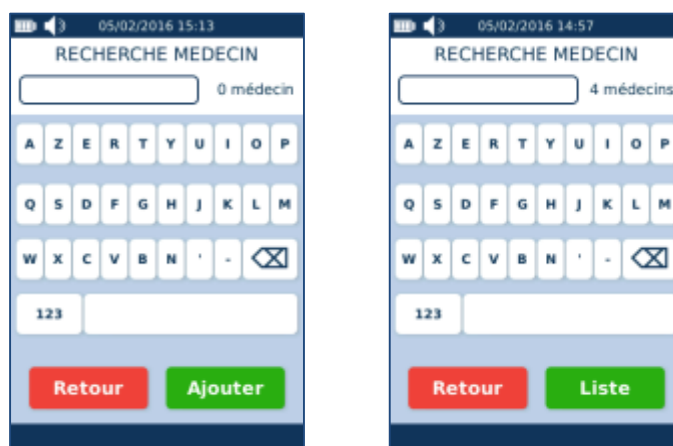 05/02/2016 15:13
RECHERCHE MEDECIN
0 médecin
A Z E R T Y U I O P
Q S D F G H J K L M
W X C V B N ' -
123
Retour Ajouter
05/02/2016 14:57
RECHERCHE MEDECIN
4 médecins
A Z E R T Y U I O P
Q S D F G H J K L M
W X C V B N ' -
123
Retour Liste